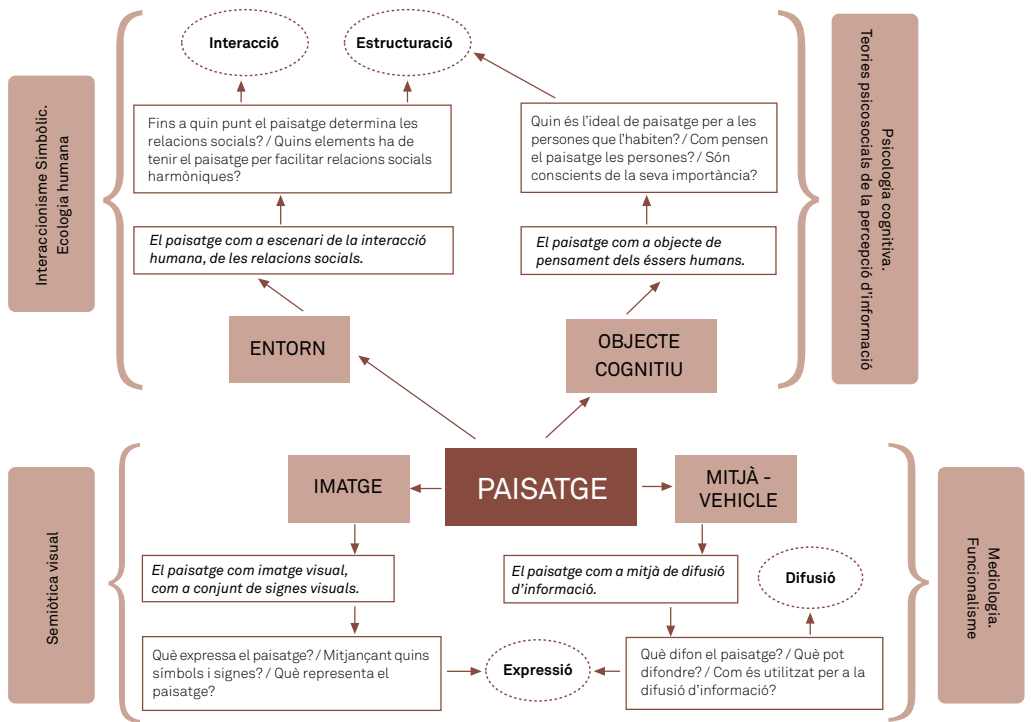 Interacció
Estructuració
Interaccionisme Simbòlic.
Ecologia humana
Fins a quin punt el paisatge determina les
relacions socials? / Quins elements ha de
tenir el paisatge per facilitar relacions socials
harmòniques?
Quin és l'ideal de paisatge per a les
persones que l'habiten? / Com pensen
el paisatge les persones? / Són
conscients de la seva importància?
Psicologia cognitiva.
Teories psicosocials de la percepció d'informació
El paisatge com a escenari de la interacció
humana, de les relacions socials.
El paisatge com a objecte de
pensament dels éssers humans.
ENTORN
OBJECTE
COGNITIU
PAISATGE
IMATGE
MITJÀ -
VEHICLE
Semiòtica visual
El paisatge com imatge visual,
com a conjunt de signes visuals.
El paisatge com a mitjà de difusió
d'informació.
Difusió
Mediologia.
Funcionalisme
Què expressa el paisatge? / Mitjançant quins
símbols i signes? / Què representa el
paisatge?
Expressió
Què difon el paisatge? / Què pot
difondre? / Com és utilitzat per a la
difusió d'informació?